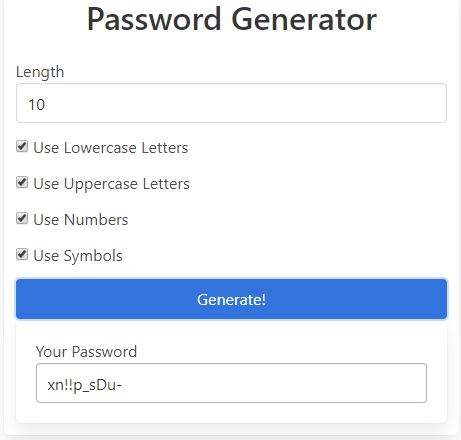 Password Generator
Length
10
Use Lowercase Letters
Use Uppercase Letters
Use Numbers
Use Symbols
Generate!
Your Password
xn!!p_sDu-